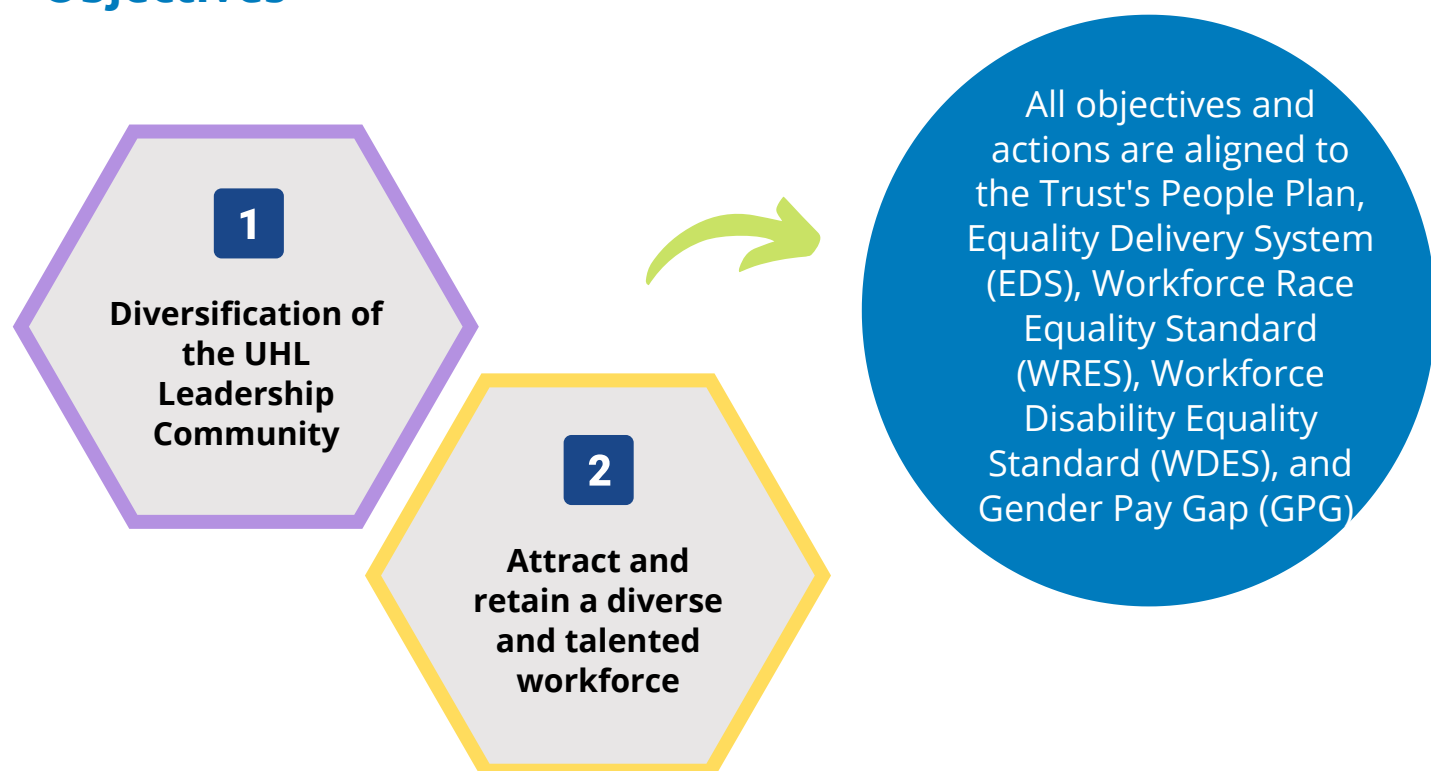 Objectives
1
Diversification of
the UHL
Leadership
Community
2
Attract and
retain a diverse
and talented
workforce
All objectives and
actions are aligned to
the Trust's People Plan,
Equality Delivery System
(EDS), Workforce Race
Equality Standard
(WRES), Workforce
Disability Equality
Standard (WDES), and
Gender Pay Gap (GPG)